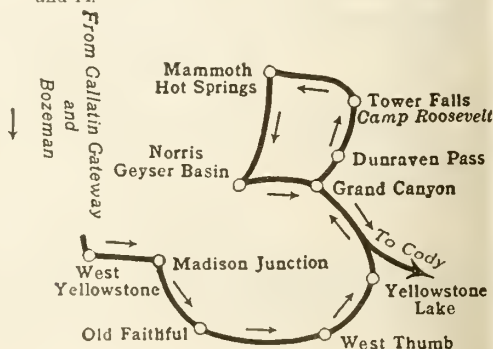 From Gallatin Gateway
and
Bozeman
Mammoth
Hot Springs
Tower Falls
Camp Roosevelt
Norris
Geyser Basin
Dunraven Pass
Grand Canyon
To Cody
West
Yellowstone
Madison Junction
Yellowstone
Lake
Old Faithful
West Thumb